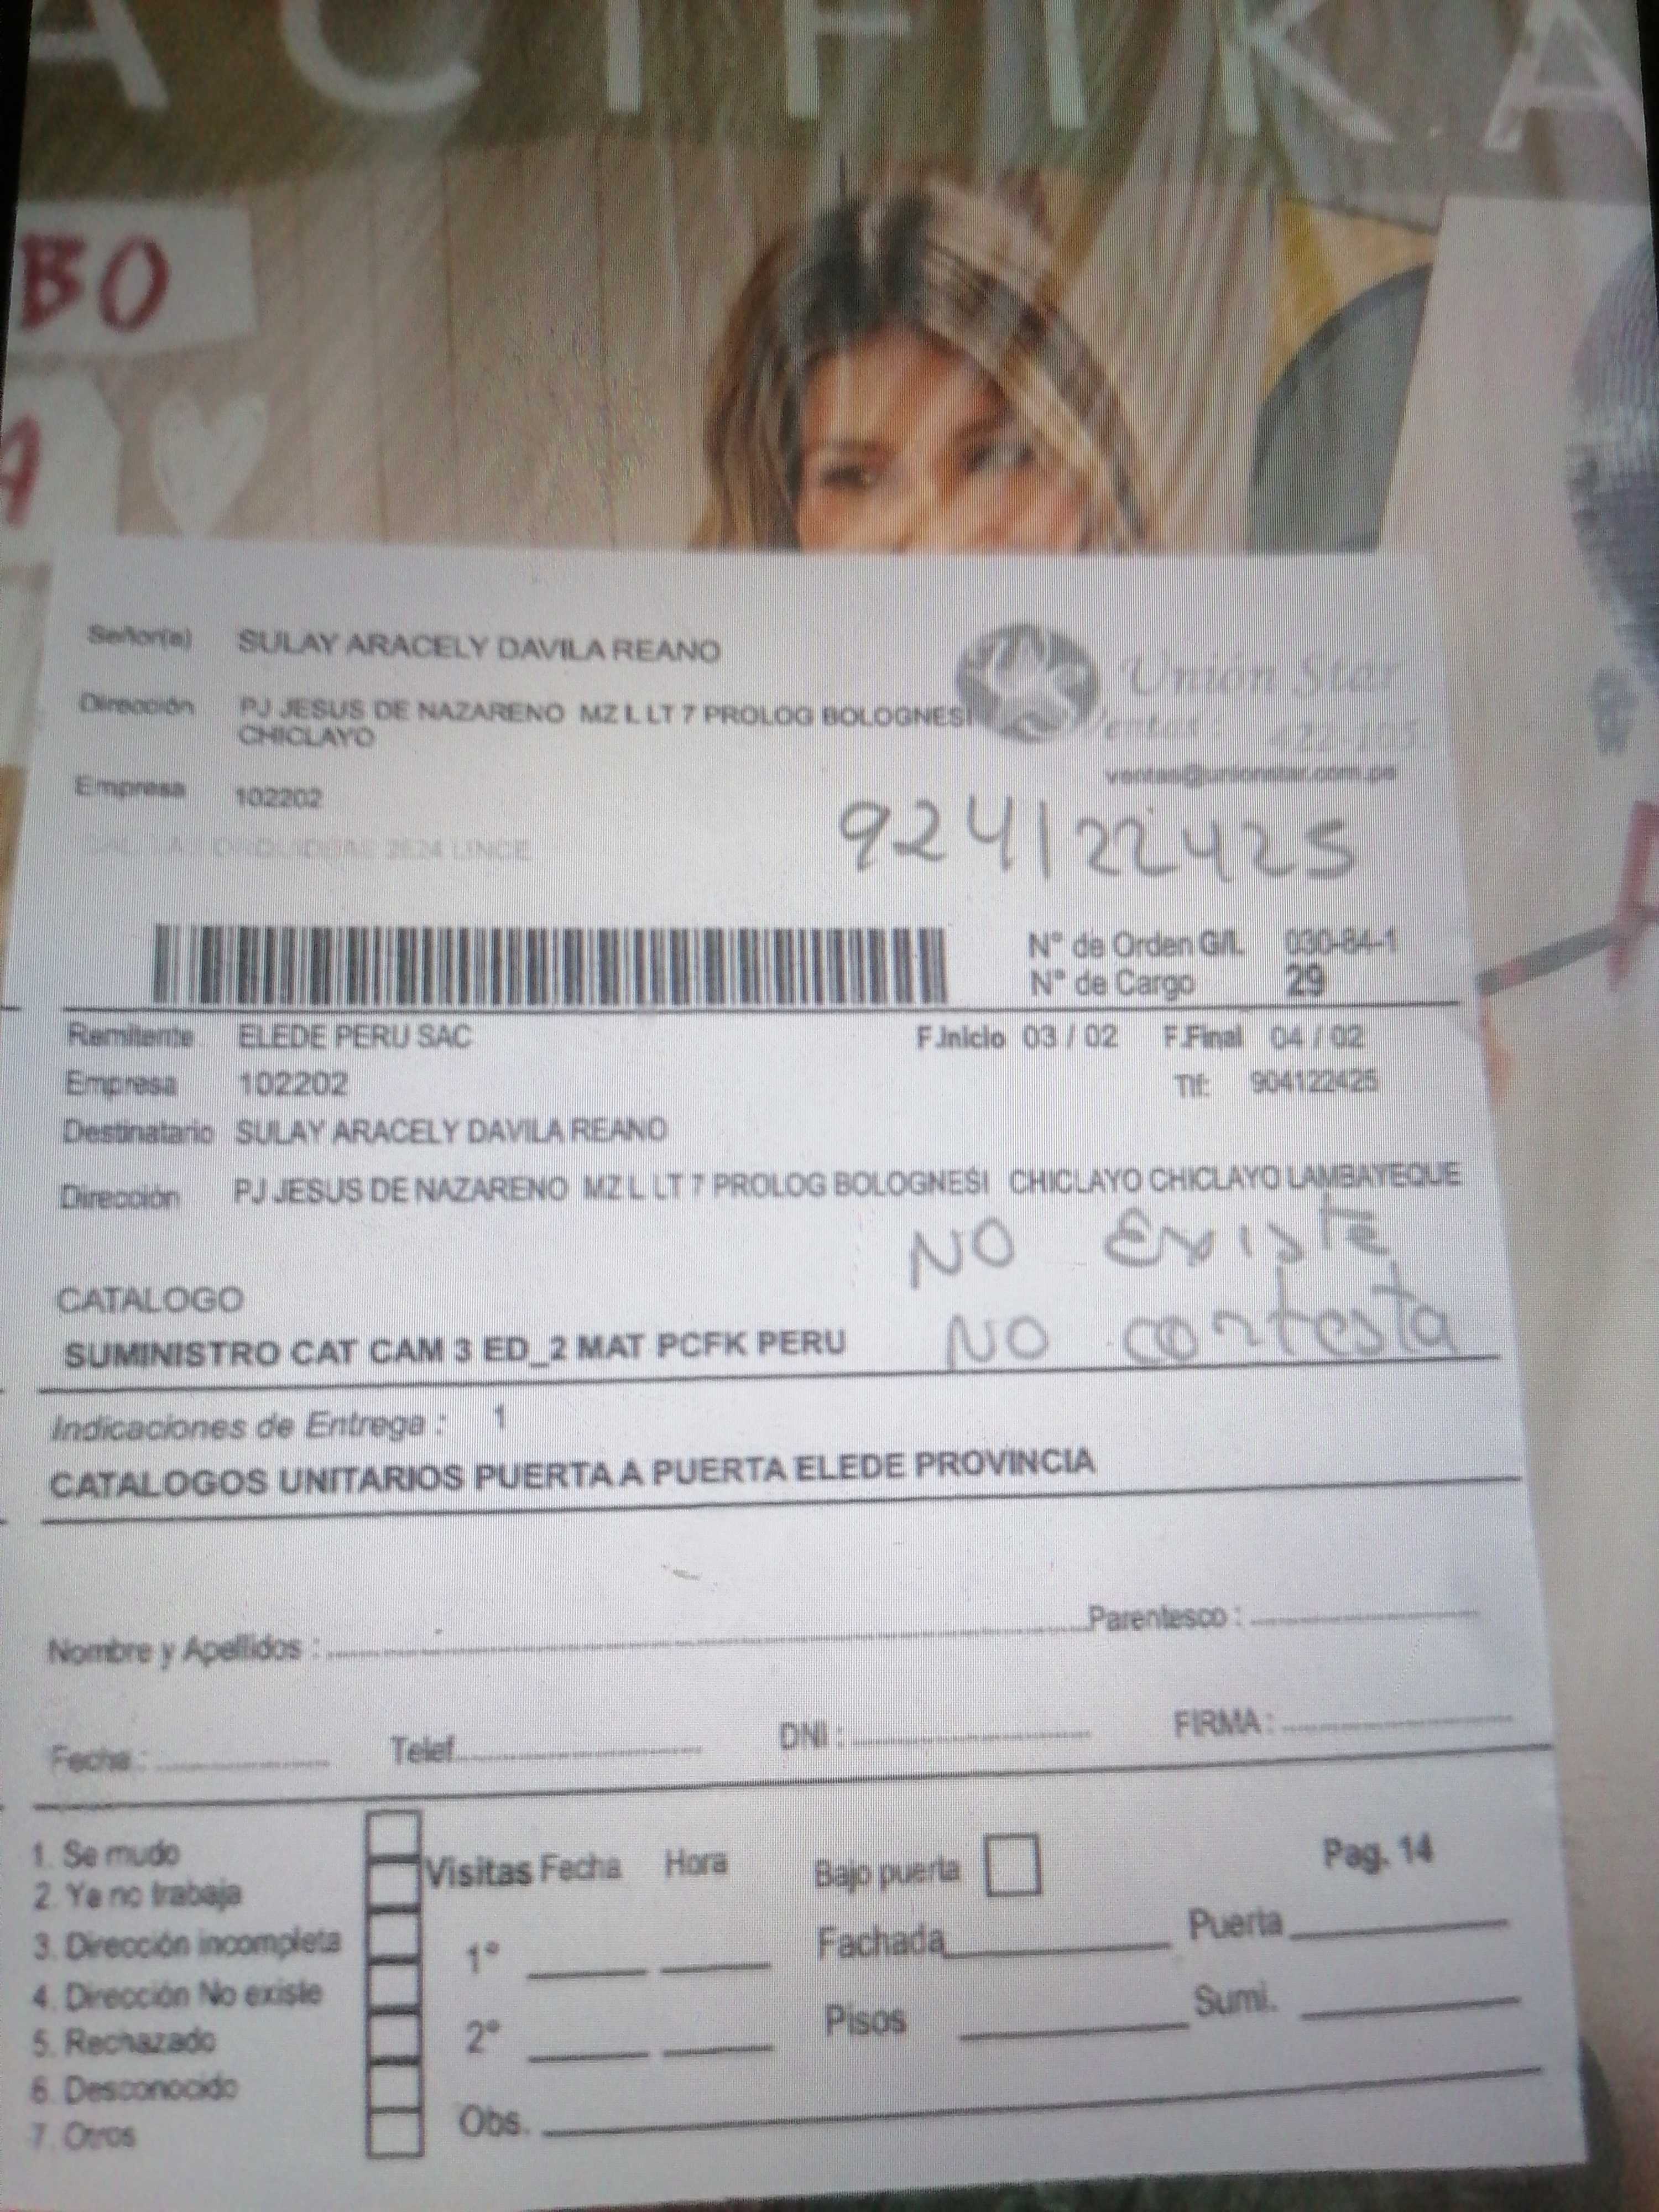 ACTFIKA
BO
A
Señor(a) SULAY ARACELY DAVILA REANO
Unión Star
Dirección PJ JESUS DE NAZARENO MZ L LT 7 PROLOG BOLOGNESI
CHICLAYO
Ventas: 422-103
ventas@unionstar.com.pe
Empresa 102202
2624 LINCE
924122425
N° de Orden G/L 030-84-1
N° de Cargo 29
Remitente ELEDE PERU SAC F.Inicio 03 / 02 F.Final 04 / 02
Empresa 102202 Tlf: 904122425
Destinatario SULAY ARACELY DAVILA REANO
Dirección PJ JESUS DE NAZARENO MZ L LT 7 PROLOG BOLOGNESI CHICLAYO CHICLAYO LAMBAYEQUE
NO Existe
CATALOGO
NO contesta
SUMINISTRO CAT CAM 3 ED_2 MAT PCFK PERU
Indicaciones de Entrega : 1
CATALOGOS UNITARIOS PUERTA A PUERTA ELEDE PROVINCIA
Nombre y Apellidos : Parentesco :
Fecha : Telef. DNI : FIRMA :
1. Se mudo
2. Ya no trabaja
3. Dirección incompleta
4. Dirección No existe
5. Rechazado
6. Desconocido
7. Otros
Visitas Fecha Hora
1°
2°
Obs.
Bajo puerta
Pag. 14
Fachada Puerta
Pisos Sumi.